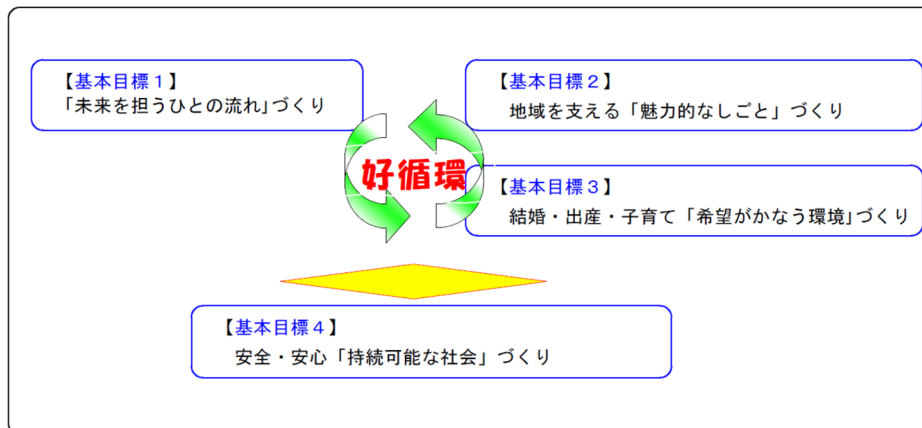 【基本目標１】
「未来を担うひとの流れ」づくり
【基本目標２】
地域を支える「魅力的なしごと」づくり
好循環
【基本目標３】
結婚・出産・子育て「希望がかなう環境」づくり
【基本目標４】
安全・安心「持続可能な社会」づくり